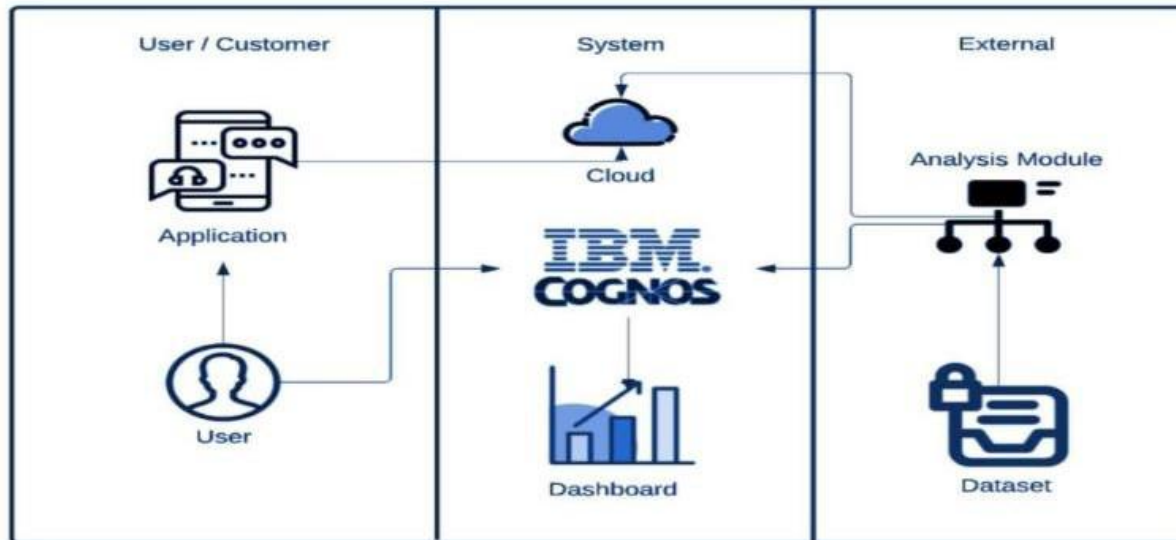 User / Customer
System
External
Cloud
Analysis Module
Application
IBM.
COGNOS
User
Dashboard
Dataset